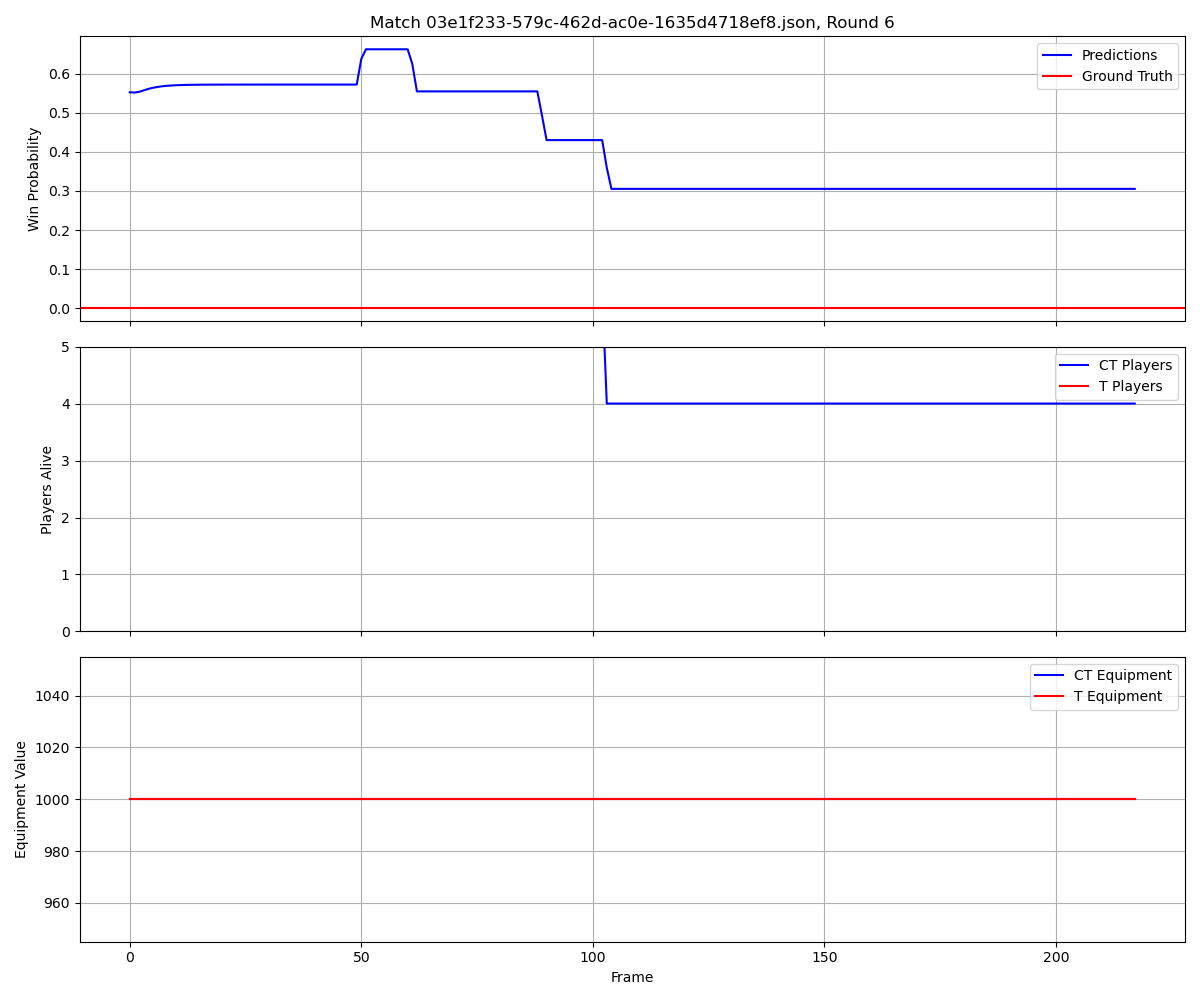 Match 03e1f233-579c-462d-ac0e-1635d4718ef8.json, Round 6
Win Probability
0.6
0.5
0.4
0.3
0.2
0.1
0.0
Predictions
Ground Truth
Players Alive
5
4
3
2
1
0
CT Players
T Players
Equipment Value
1040
1020
1000
980
960
CT Equipment
T Equipment
0
50
100
150
200
Frame